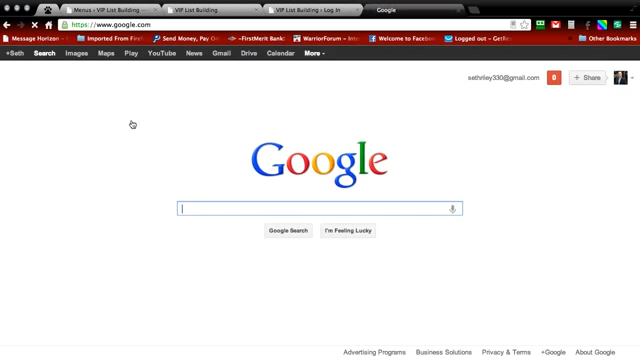 Menus ‹ VIP List Building —
VIP List Building
VIP List Building › Log In
Google
https://www.google.com
Message Horizon
Imported From Firef
Send Money, Pay On
~FirstMerit Bank~
WarriorForum - Intern
Welcome to Faceboo
Logged out — GetRes
Other Bookmarks
+Seth Search Images Maps Play YouTube News Gmail Drive Calendar More
sethriley330@gmail.com 0 + Share
Google
Google Search I'm Feeling Lucky
Advertising Programs Business Solutions Privacy & Terms +Google About Google